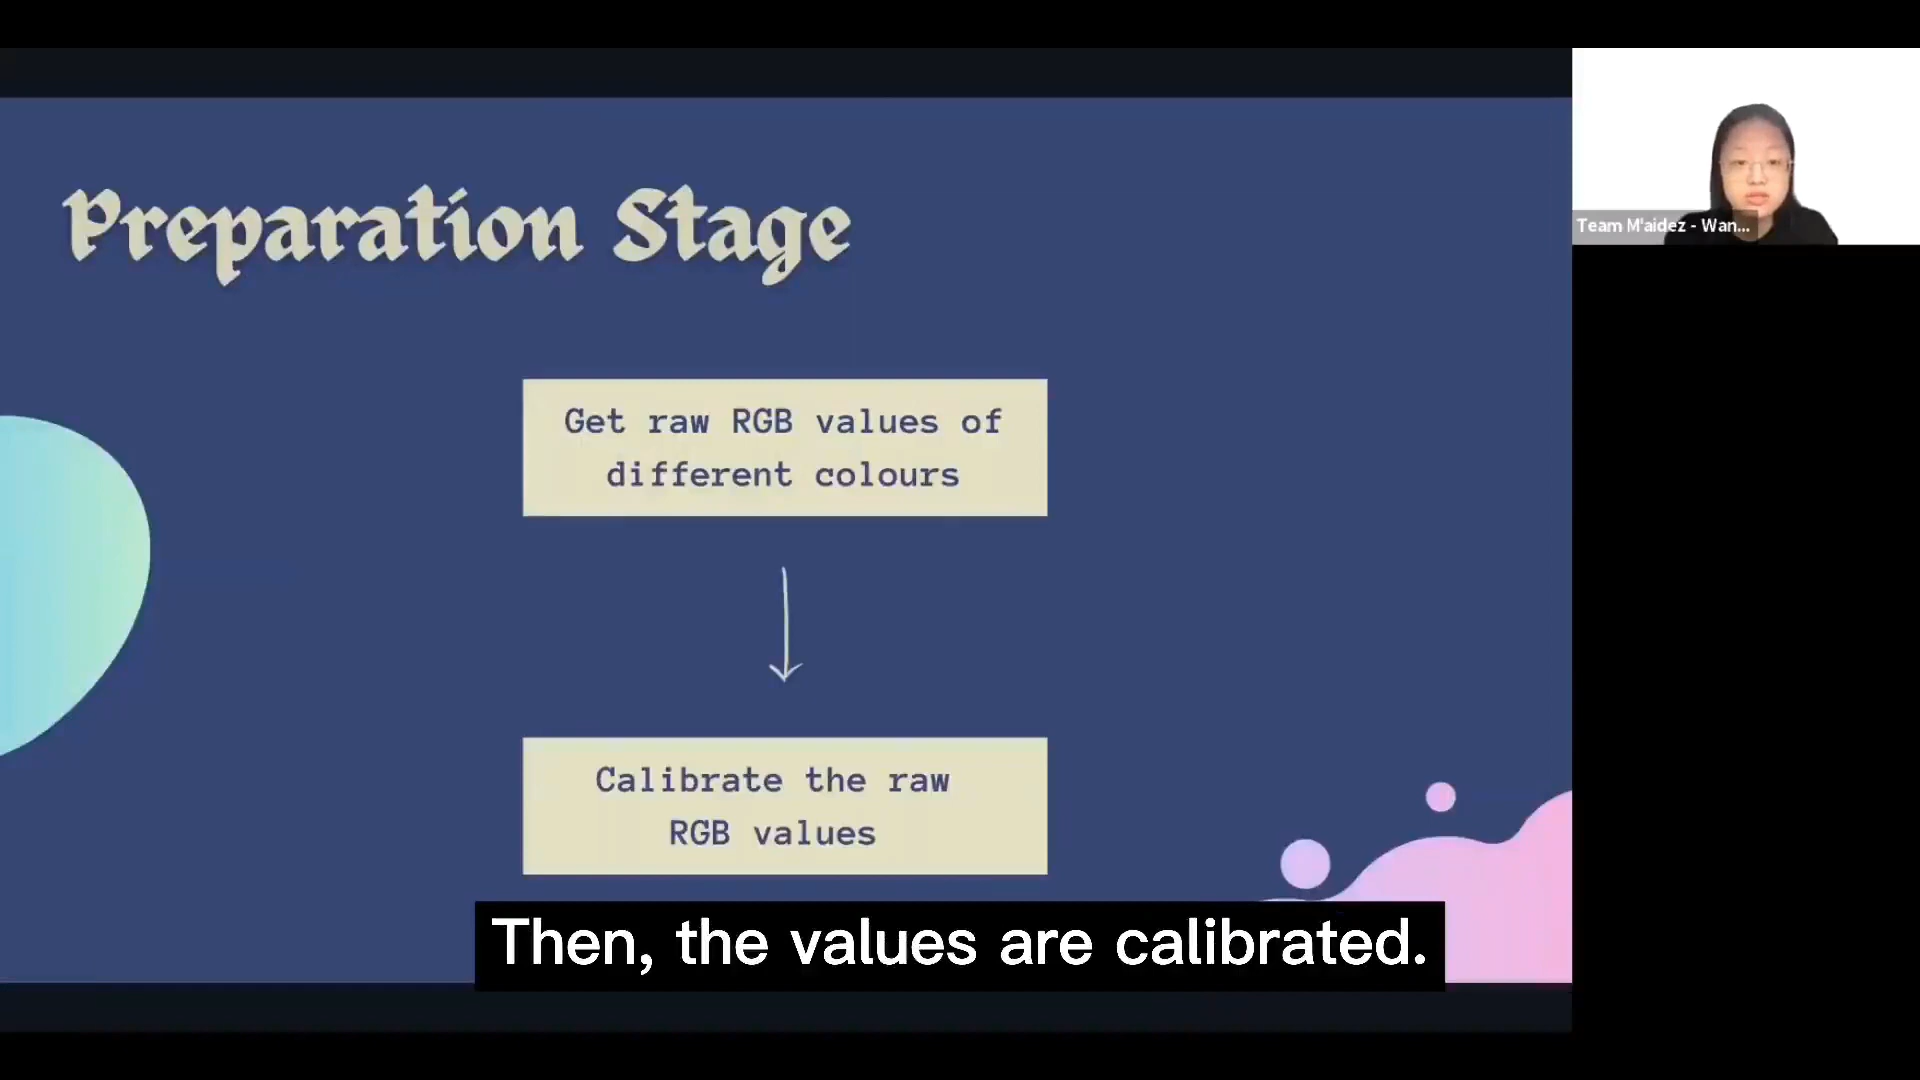 Preparation Stage
Team M'aidez - Wan...
Get raw RGB values of
different colours
Calibrate the raw
RGB values
Then, the values are calibrated.